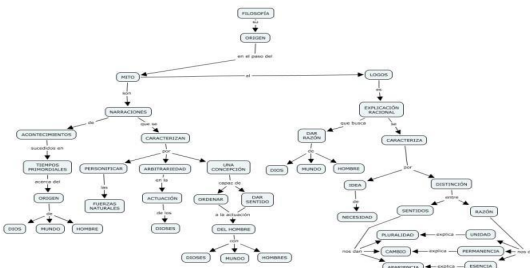 FILOSOFÍA
su
ORIGEN
en el paso del
MITO
al
LOGOS
son
es
NARRACIONES
EXPLICACIÓN
RACIONAL
de
que se
que busca
se
ACONTECIMIENTOS
CARACTERIZAN
DAR
RAZÓN
CARACTERIZA
sucedidos en
por
de
por
TIEMPOS
PRIMORDIALES
PERSONIFICAR
ARBITRARIEDAD
UNA
CONCEPCIÓN
DIOS
MUNDO
HOMBRE
acerca del
las
en la
capaz de
IDEA
DISTINCIÓN
ORIGEN
FUERZAS
NATURALES
ACTUACIÓN
ORDENAR
DAR
SENTIDO
de
entre
de
de los
a la actuación
NECESIDAD
SENTIDOS
RAZÓN
DIOS
MUNDO
HOMBRE
DIOSES
DEL HOMBRE
PLURALIDAD
explica
UNIDAD
con
nos dan
CAMBIO
explica
PERMANENCIA
DIOSES
MUNDO
HOMBRES
APARIENCIA
explica
ESENCIA